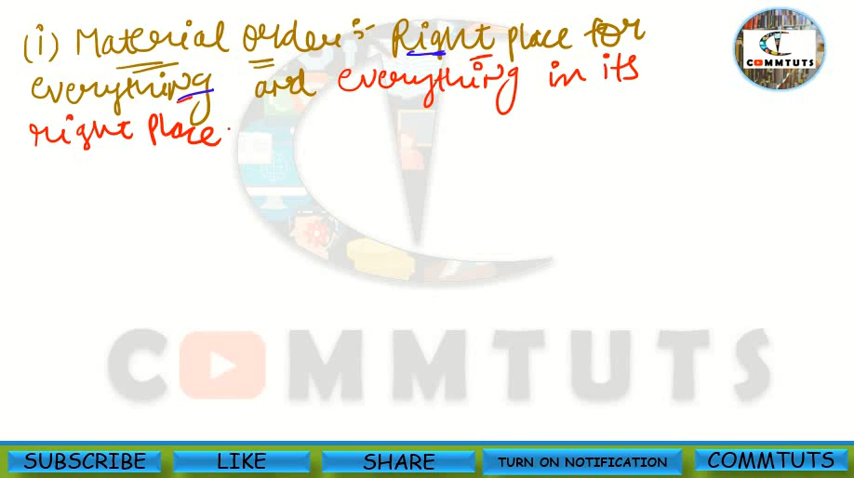 (i) Material order :- Right place for
everything and everything in its
right place.
COMMTUTS
COMMTUTS
SUBSCRIBE LIKE SHARE TURN ON NOTIFICATION COMMTUTS